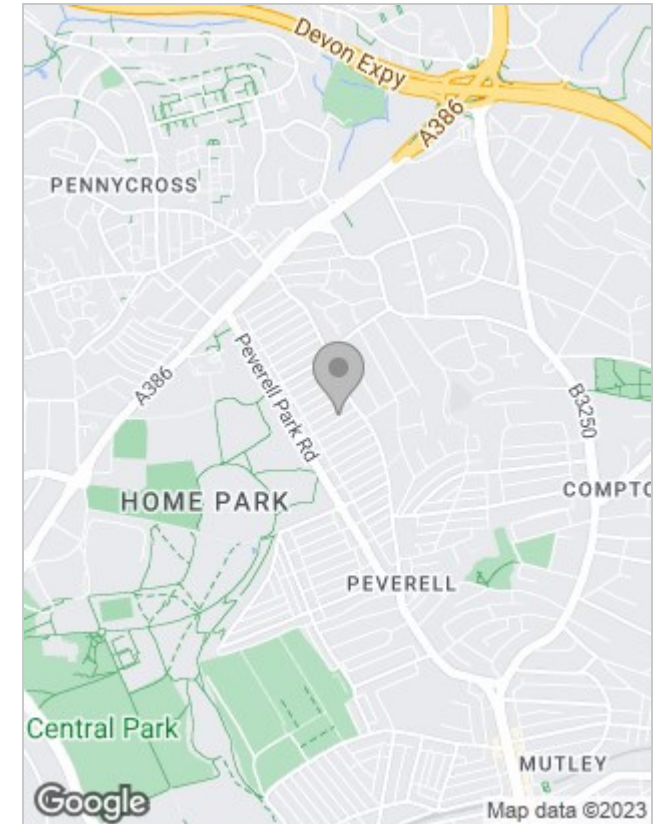 Devon Expy
A386
PENNYCROSS
A386
Peverell Park Rd
B3250
COMPTO
HOME PARK
PEVERELL
Central Park
MUTLEY
Google
Map data ©2023